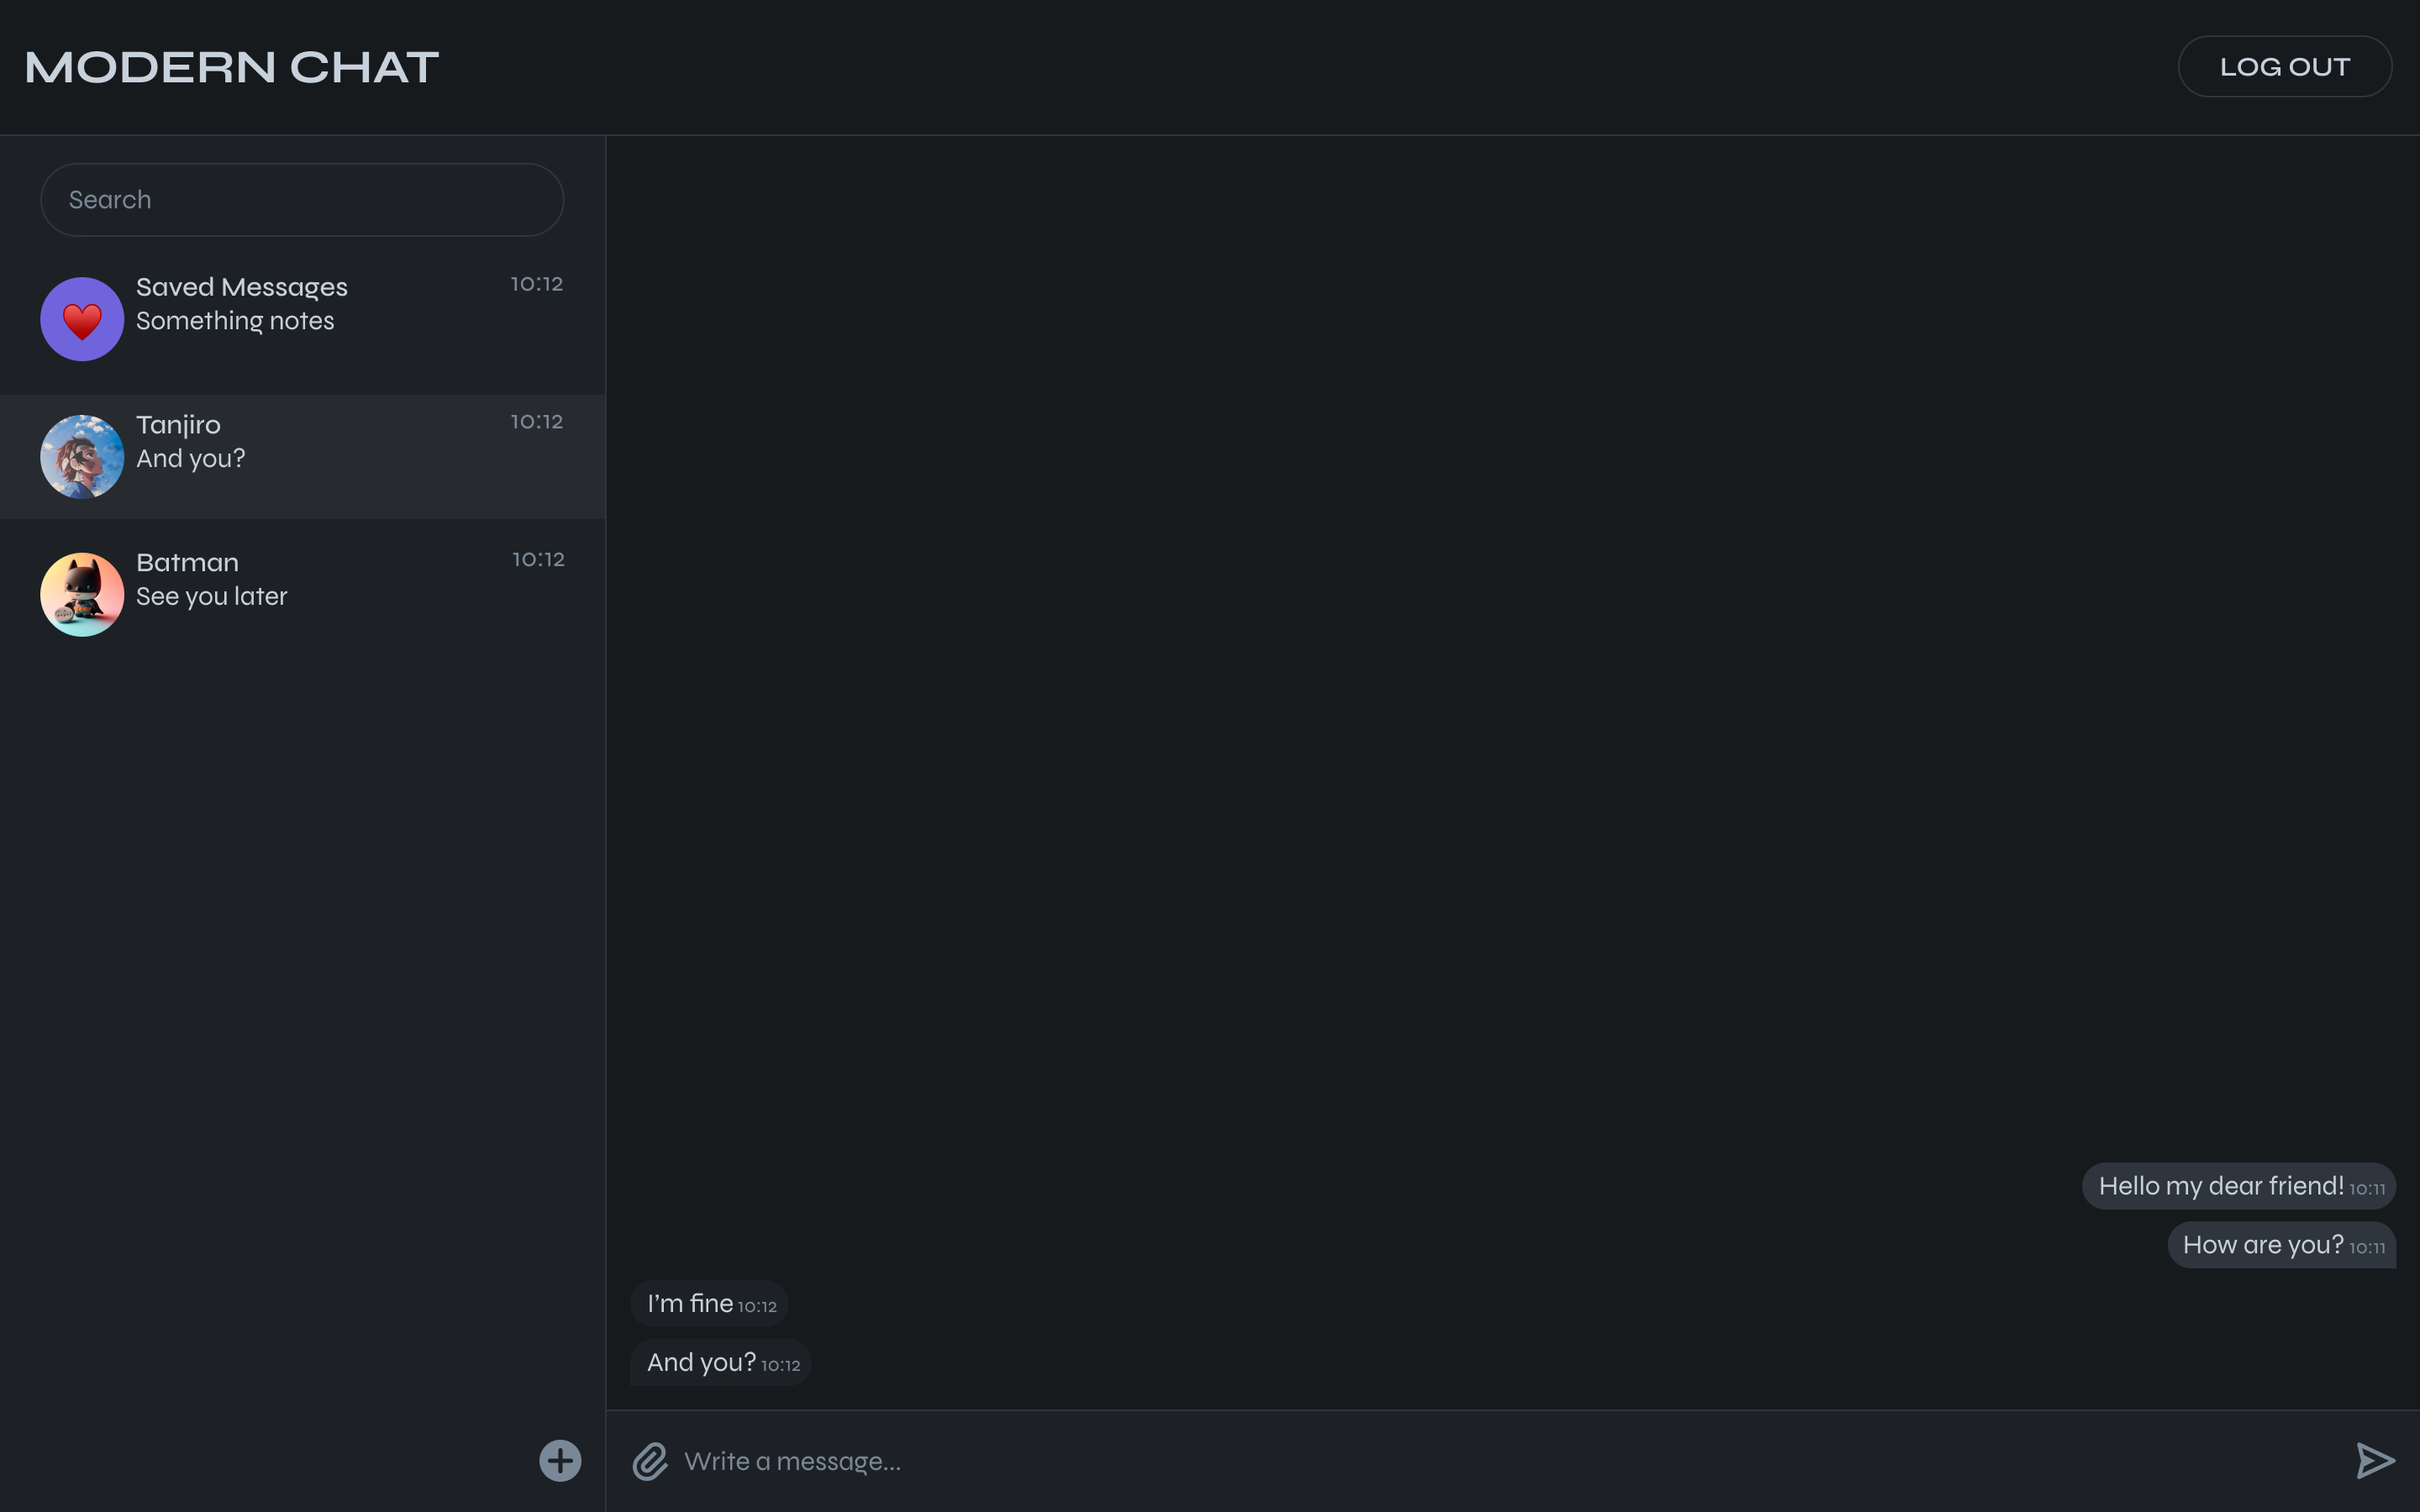 MODERN CHAT
LOG OUT
Search
Saved Messages 10:12
Something notes
Tanjiro 10:12
And you?
Batman 10:12
See you later
Hello my dear friend! 10:11
How are you? 10:11
I'm fine 10:12
And you? 10:12
Write a message...